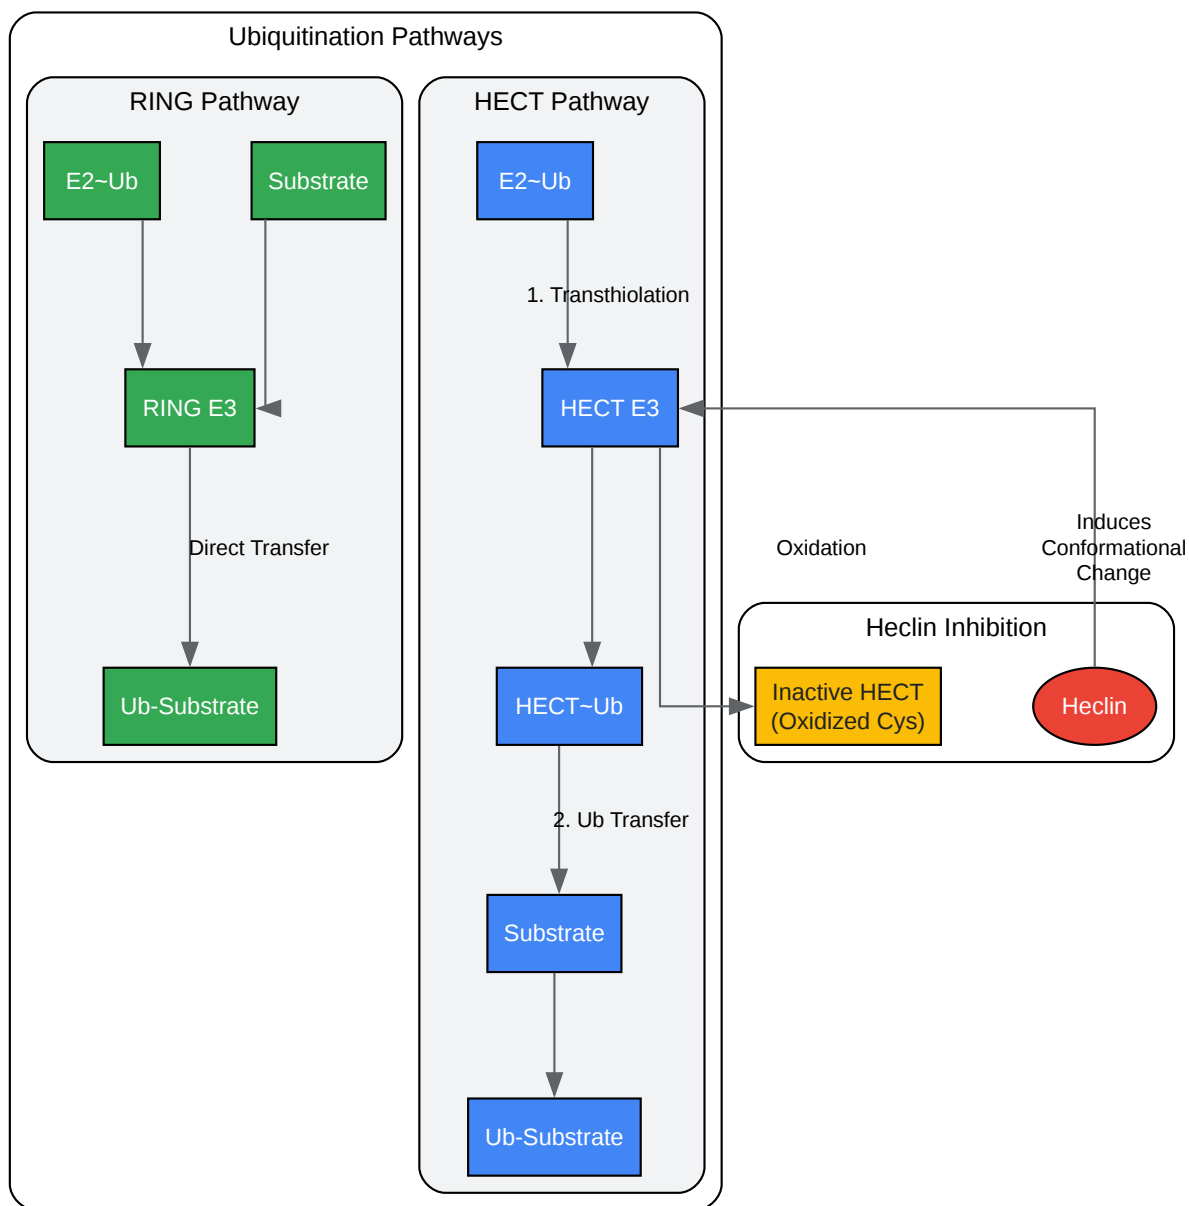 Ubiquitination Pathways
RING Pathway
E2~Ub
Substrate
RING E3
Direct Transfer
Ub-Substrate
HECT Pathway
E2~Ub
1. Transthiolation
HECT E3
HECT~Ub
2. Ub Transfer
Substrate
Ub-Substrate
Oxidation
Induces
Conformational
Change
Heclin Inhibition
Inactive HECT
(Oxidized Cys)
Heclin